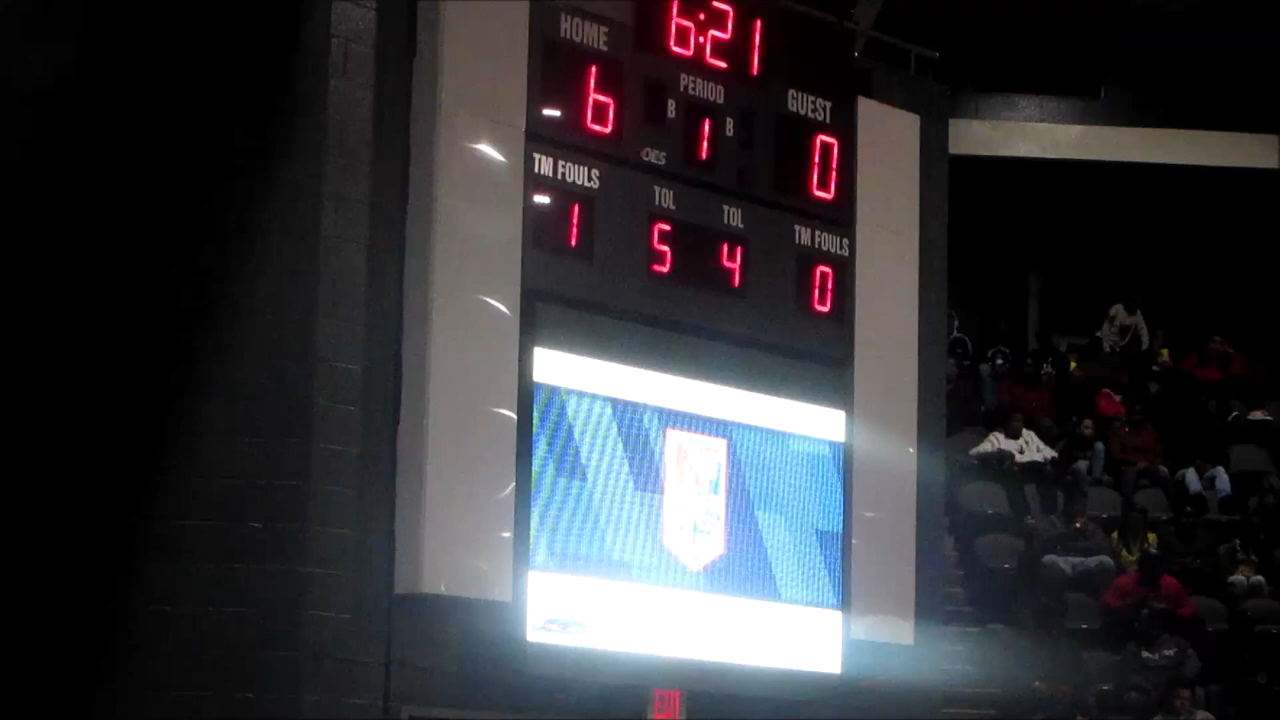 6:21
HOME
6
PERIOD
B 1 B
GUEST
0
OES
TM FOULS
1
TOL
5
TOL
4
TM FOULS
0
EXIT